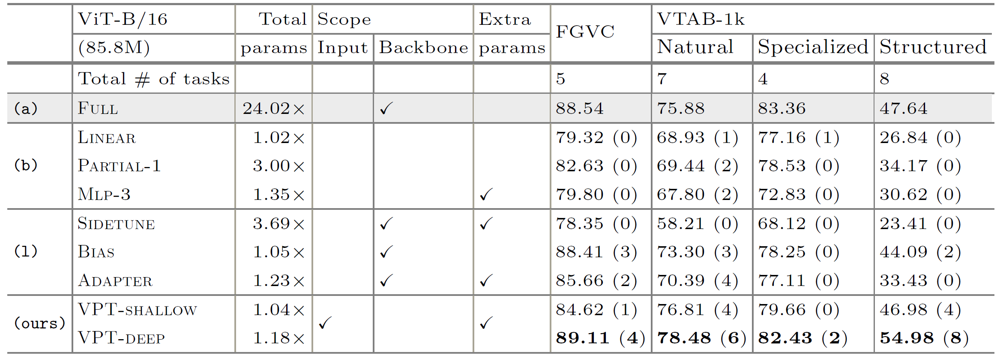 ViT-B/16 Total Scope Extra FGVC VTAB-1k
(85.8M) params Input Backbone params Natural Specialized Structured
Total # of tasks 5 7 4 8
(a) FULL 24.02× ✓ 88.54 75.88 83.36 47.64
LINEAR 1.02× 79.32 (0) 68.93 (1) 77.16 (1) 26.84 (0)
(b) PARTIAL-1 3.00× 82.63 (0) 69.44 (2) 78.53 (0) 34.17 (0)
MLP-3 1.35× ✓ 79.80 (0) 67.80 (2) 72.83 (0) 30.62 (0)
SIDETUNE 3.69× ✓ ✓ 78.35 (0) 58.21 (0) 68.12 (0) 23.41 (0)
(l) BIAS 1.05× ✓ 88.41 (3) 73.30 (3) 78.25 (0) 44.09 (2)
ADAPTER 1.23× ✓ ✓ 85.66 (2) 70.39 (4) 77.11 (0) 33.43 (0)
VPT-SHALLOW 1.04× 84.62 (1) 76.81 (4) 79.66 (0) 46.98 (4)
(ours) ✓ ✓
VPT-DEEP 1.18× 89.11 (4) 78.48 (6) 82.43 (2) 54.98 (8)